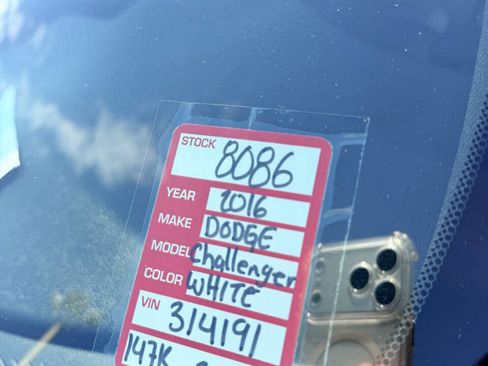 STOCK 8086
YEAR 2016
MAKE DODGE
MODEL Challenger
COLOR WHITE
VIN 314191
147K